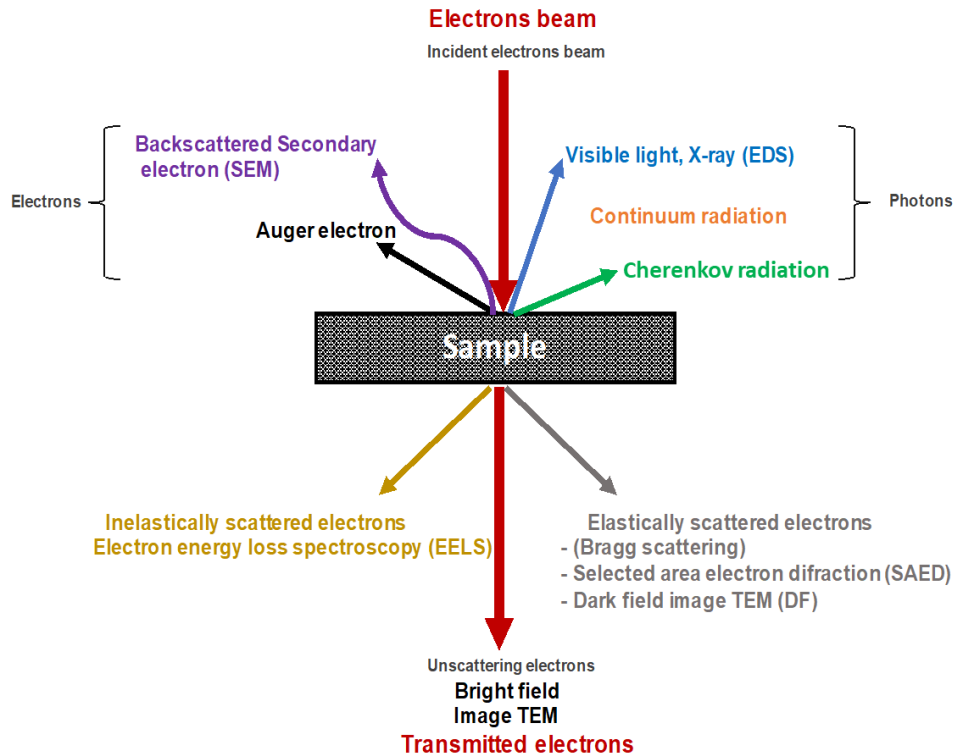 Electrons beam
Incident electrons beam
Backscattered Secondary
electron (SEM)
Visible light, X-ray (EDS)
Electrons
Photons
Auger electron
Continuum radiation
Cherenkov radiation
Sample
Inelastically scattered electrons
Electron energy loss spectroscopy (EELS)
Elastically scattered electrons
- (Bragg scattering)
- Selected area electron difraction (SAED)
- Dark field image TEM (DF)
Unscattering electrons
Bright field
Image TEM
Transmitted electrons